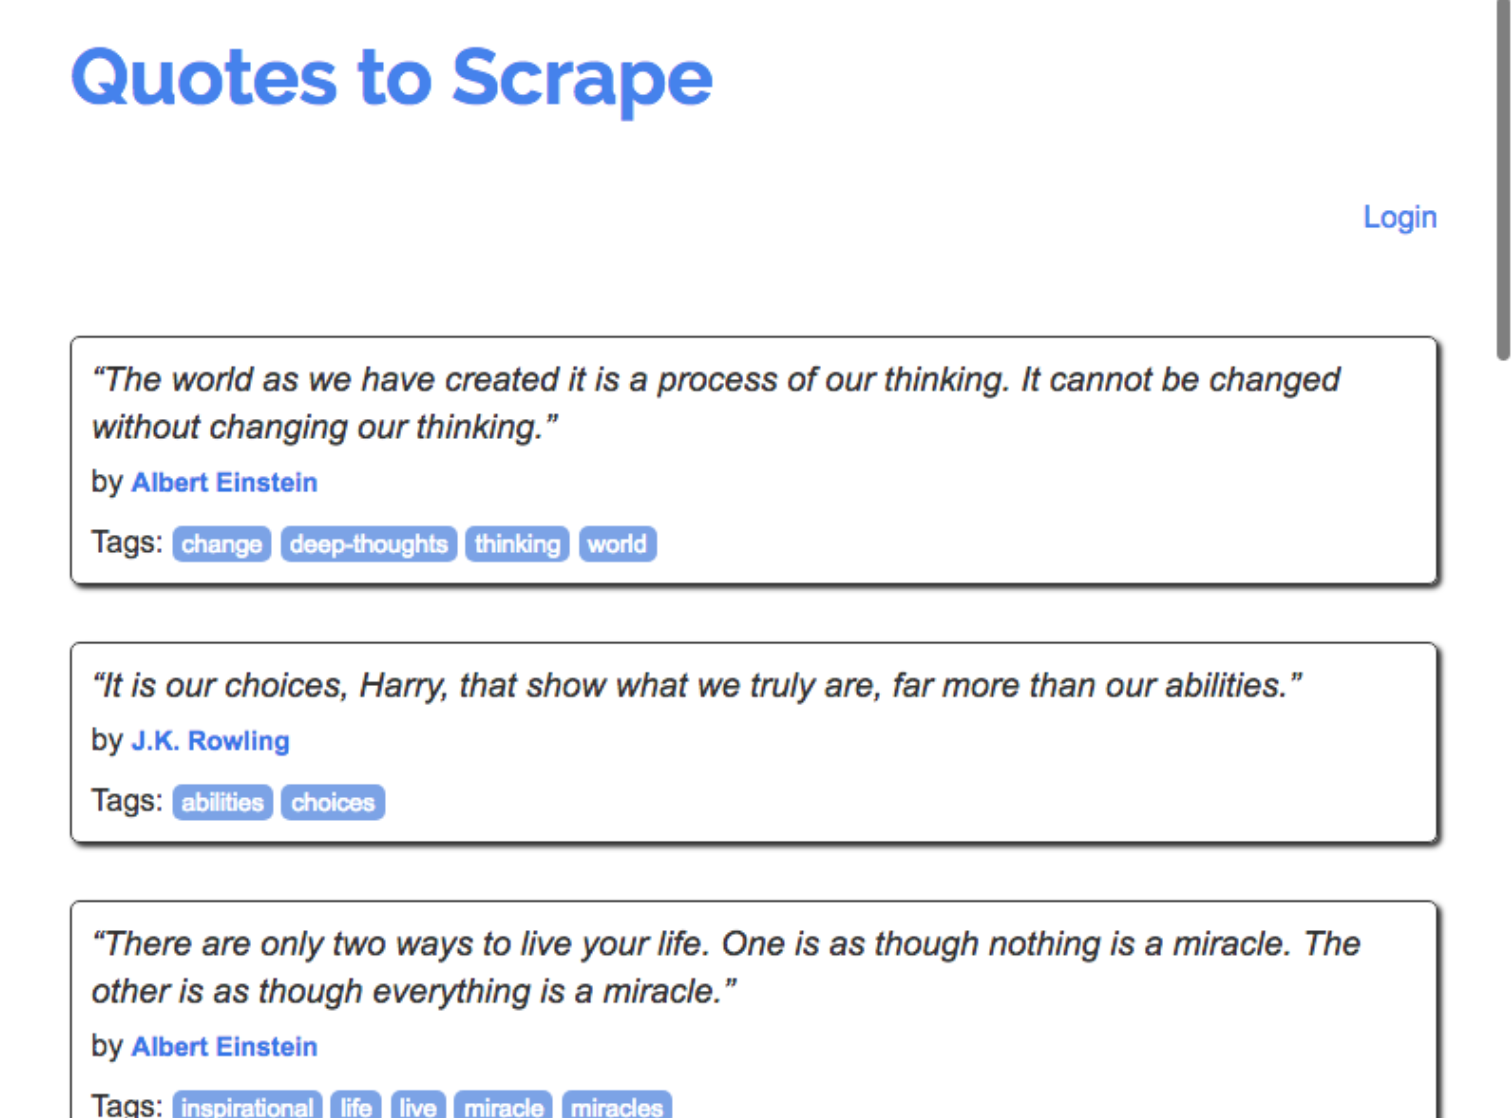 Quotes to Scrape
Login
“The world as we have created it is a process of our thinking. It cannot be changed
without changing our thinking.”
by Albert Einstein
Tags: change deep-thoughts thinking world
“It is our choices, Harry, that show what we truly are, far more than our abilities.”
by J.K. Rowling
Tags: abilities choices
“There are only two ways to live your life. One is as though nothing is a miracle. The
other is as though everything is a miracle.”
by Albert Einstein
Tags: inspirational life live miracle miracles